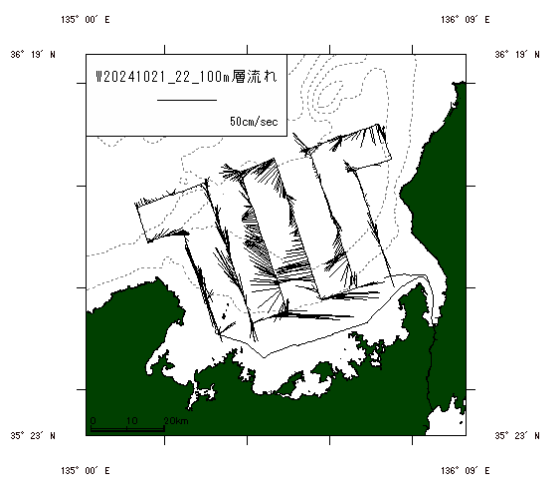 135° 00′ E
136° 09′ E
36° 19′ N
36° 19′ N
W20241021_22_100m層流れ
50cm/sec
0 10 20km
35° 23′ N
35° 23′ N
135° 00′ E
136° 09′ E